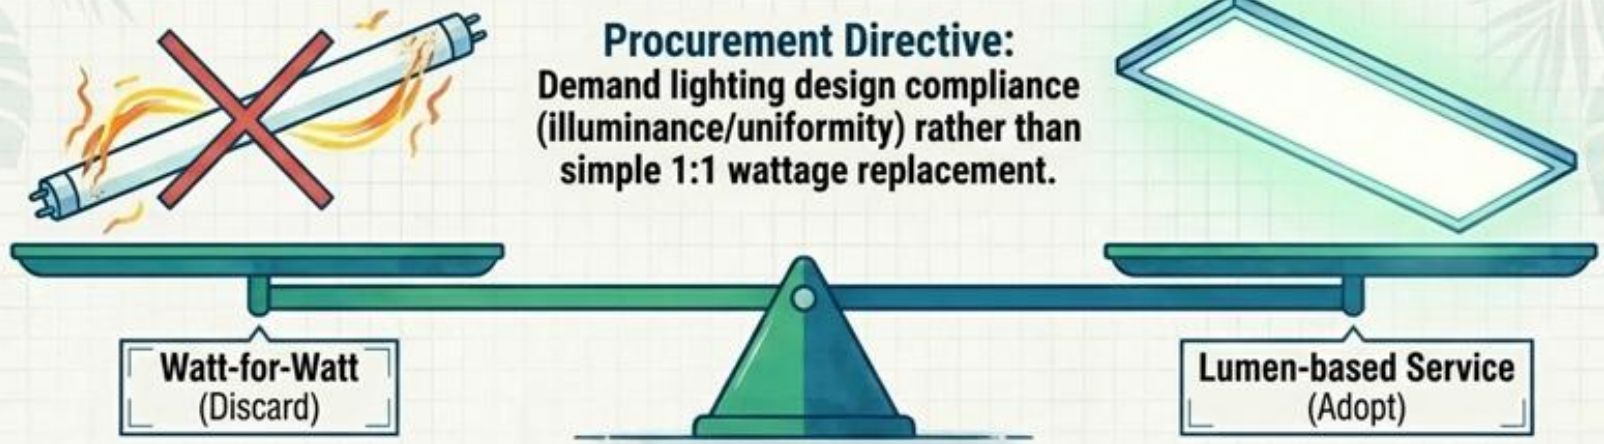 Procurement Directive:
Demand lighting design compliance
(illuminance/uniformity) rather than
simple 1:1 wattage replacement.
Watt-for-Watt
(Discard)
Lumen-based Service
(Adopt)